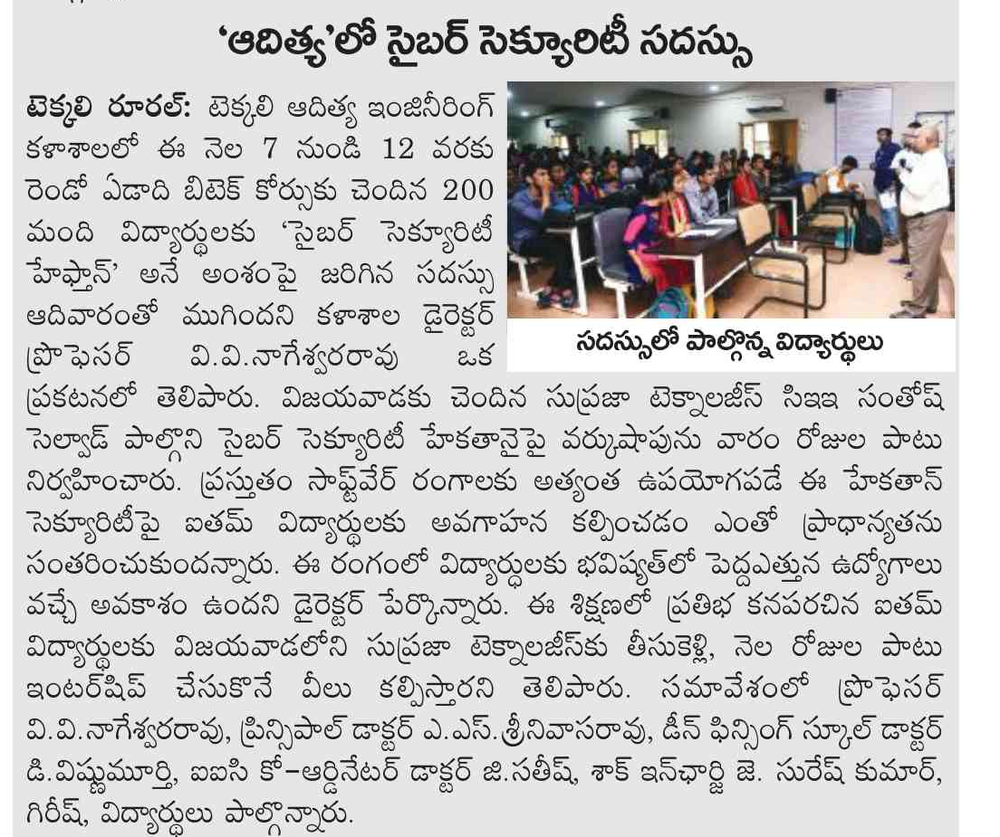 ‘ఆదిత్య’లో సైబర్ సెక్యూరిటీ సదస్సు
టెక్కలి రూరల్: టెక్కలి ఆదిత్య ఇంజినీరింగ్
కళాశాలలో ఈ నెల 7 నుండి 12 వరకు
రెండో ఏడాది బిటెక్ కోర్సుకు చెందిన 200
మంది విద్యార్థులకు ‘సైబర్ సెక్యూరిటీ
హేఫ్తాన్’ అనే అంశంపై జరిగిన సదస్సు
ఆదివారంతో ముగిందని కళాశాల డైరెక్టర్
ప్రొఫెసర్ వి.వి.నాగేశ్వరరావు ఒక
సదస్సులో పాల్గొన్న విద్యార్థులు
ప్రకటనలో తెలిపారు. విజయవాడకు చెందిన సుప్రజా టెక్నాలజీస్ సిఇఇ సంతోష్
సెల్వాడ్ పాల్గొని సైబర్ సెక్యూరిటీ హేకతానైపై వర్కుషాపును వారం రోజుల పాటు
నిర్వహించారు. ప్రస్తుతం సాఫ్ట్‌వేర్ రంగాలకు అత్యంత ఉపయోగపడే ఈ హేకతాన్
సెక్యూరిటీపై ఐతమ్ విద్యార్థులకు అవగాహన కల్పించడం ఎంతో ప్రాధాన్యతను
సంతరించుకుందన్నారు. ఈ రంగంలో విద్యార్ధులకు భవిష్యత్‌లో పెద్దఎత్తున ఉద్యోగాలు
వచ్చే అవకాశం ఉందని డైరెక్టర్ పేర్కొన్నారు. ఈ శిక్షణలో ప్రతిభ కనపరచిన ఐతమ్
విద్యార్థులకు విజయవాడలోని సుప్రజా టెక్నాలజీస్‌కు తీసుకెళ్లి, నెల రోజుల పాటు
ఇంటర్‌షిప్ చేసుకొనే వీలు కల్పిస్తారని తెలిపారు. సమావేశంలో ప్రొఫెసర్
వి.వి.నాగేశ్వరరావు, ప్రిన్సిపాల్ డాక్టర్ ఎ.ఎస్.శ్రీనివాసరావు, డీన్ ఫిన్సింగ్ స్కూల్ డాక్టర్
డి.విష్ణుమూర్తి, ఐఐసి కో-ఆర్డినేటర్ డాక్టర్ జి.సతీష్, శాక్ ఇన్‌ఛార్జి జె. సురేష్ కుమార్,
గిరీష్, విద్యార్థులు పాల్గొన్నారు.